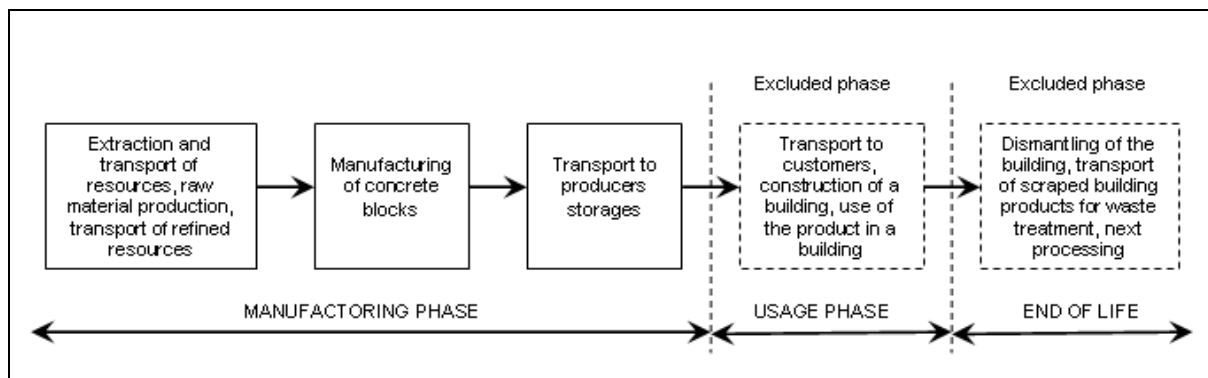 Excluded phase
Excluded phase
Extraction and
transport of
resources, raw
material production,
transport of refined
resources
Manufacturing
of concrete
blocks
Transport to
producers
storages
Transport to
customers,
construction of a
building, use of
the product in a
building
Dismantling of the
building, transport
of scraped building
products for waste
treatment, next
processing
MANUFACTORING PHASE
USAGE PHASE
END OF LIFE